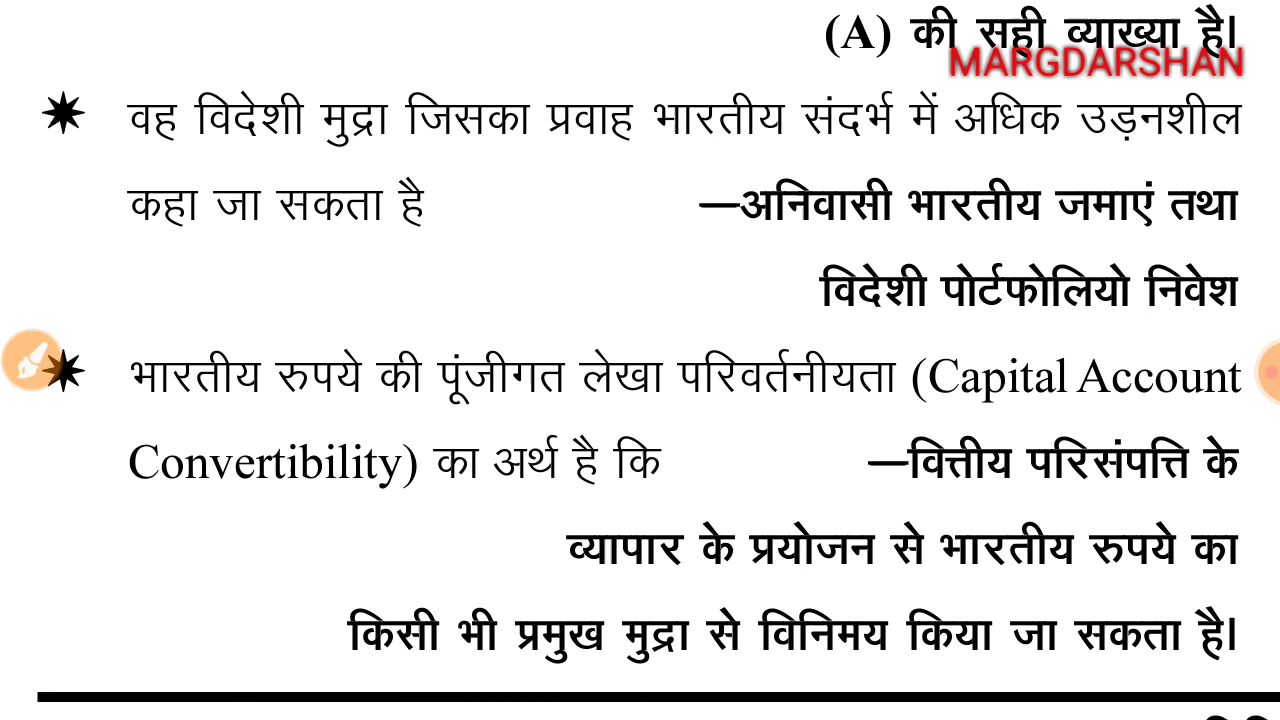 (A) की सही व्याख्या है।
MARGDARSHAN
वह विदेशी मुद्रा जिसका प्रवाह भारतीय संदर्भ में अधिक उड़नशील
कहा जा सकता है —अनिवासी भारतीय जमाएं तथा
विदेशी पोर्टफोलियो निवेश
भारतीय रुपये की पूंजीगत लेखा परिवर्तनीयता (Capital Account
Convertibility) का अर्थ है कि —वित्तीय परिसंपत्ति के
व्यापार के प्रयोजन से भारतीय रुपये का
किसी भी प्रमुख मुद्रा से विनिमय किया जा सकता है।